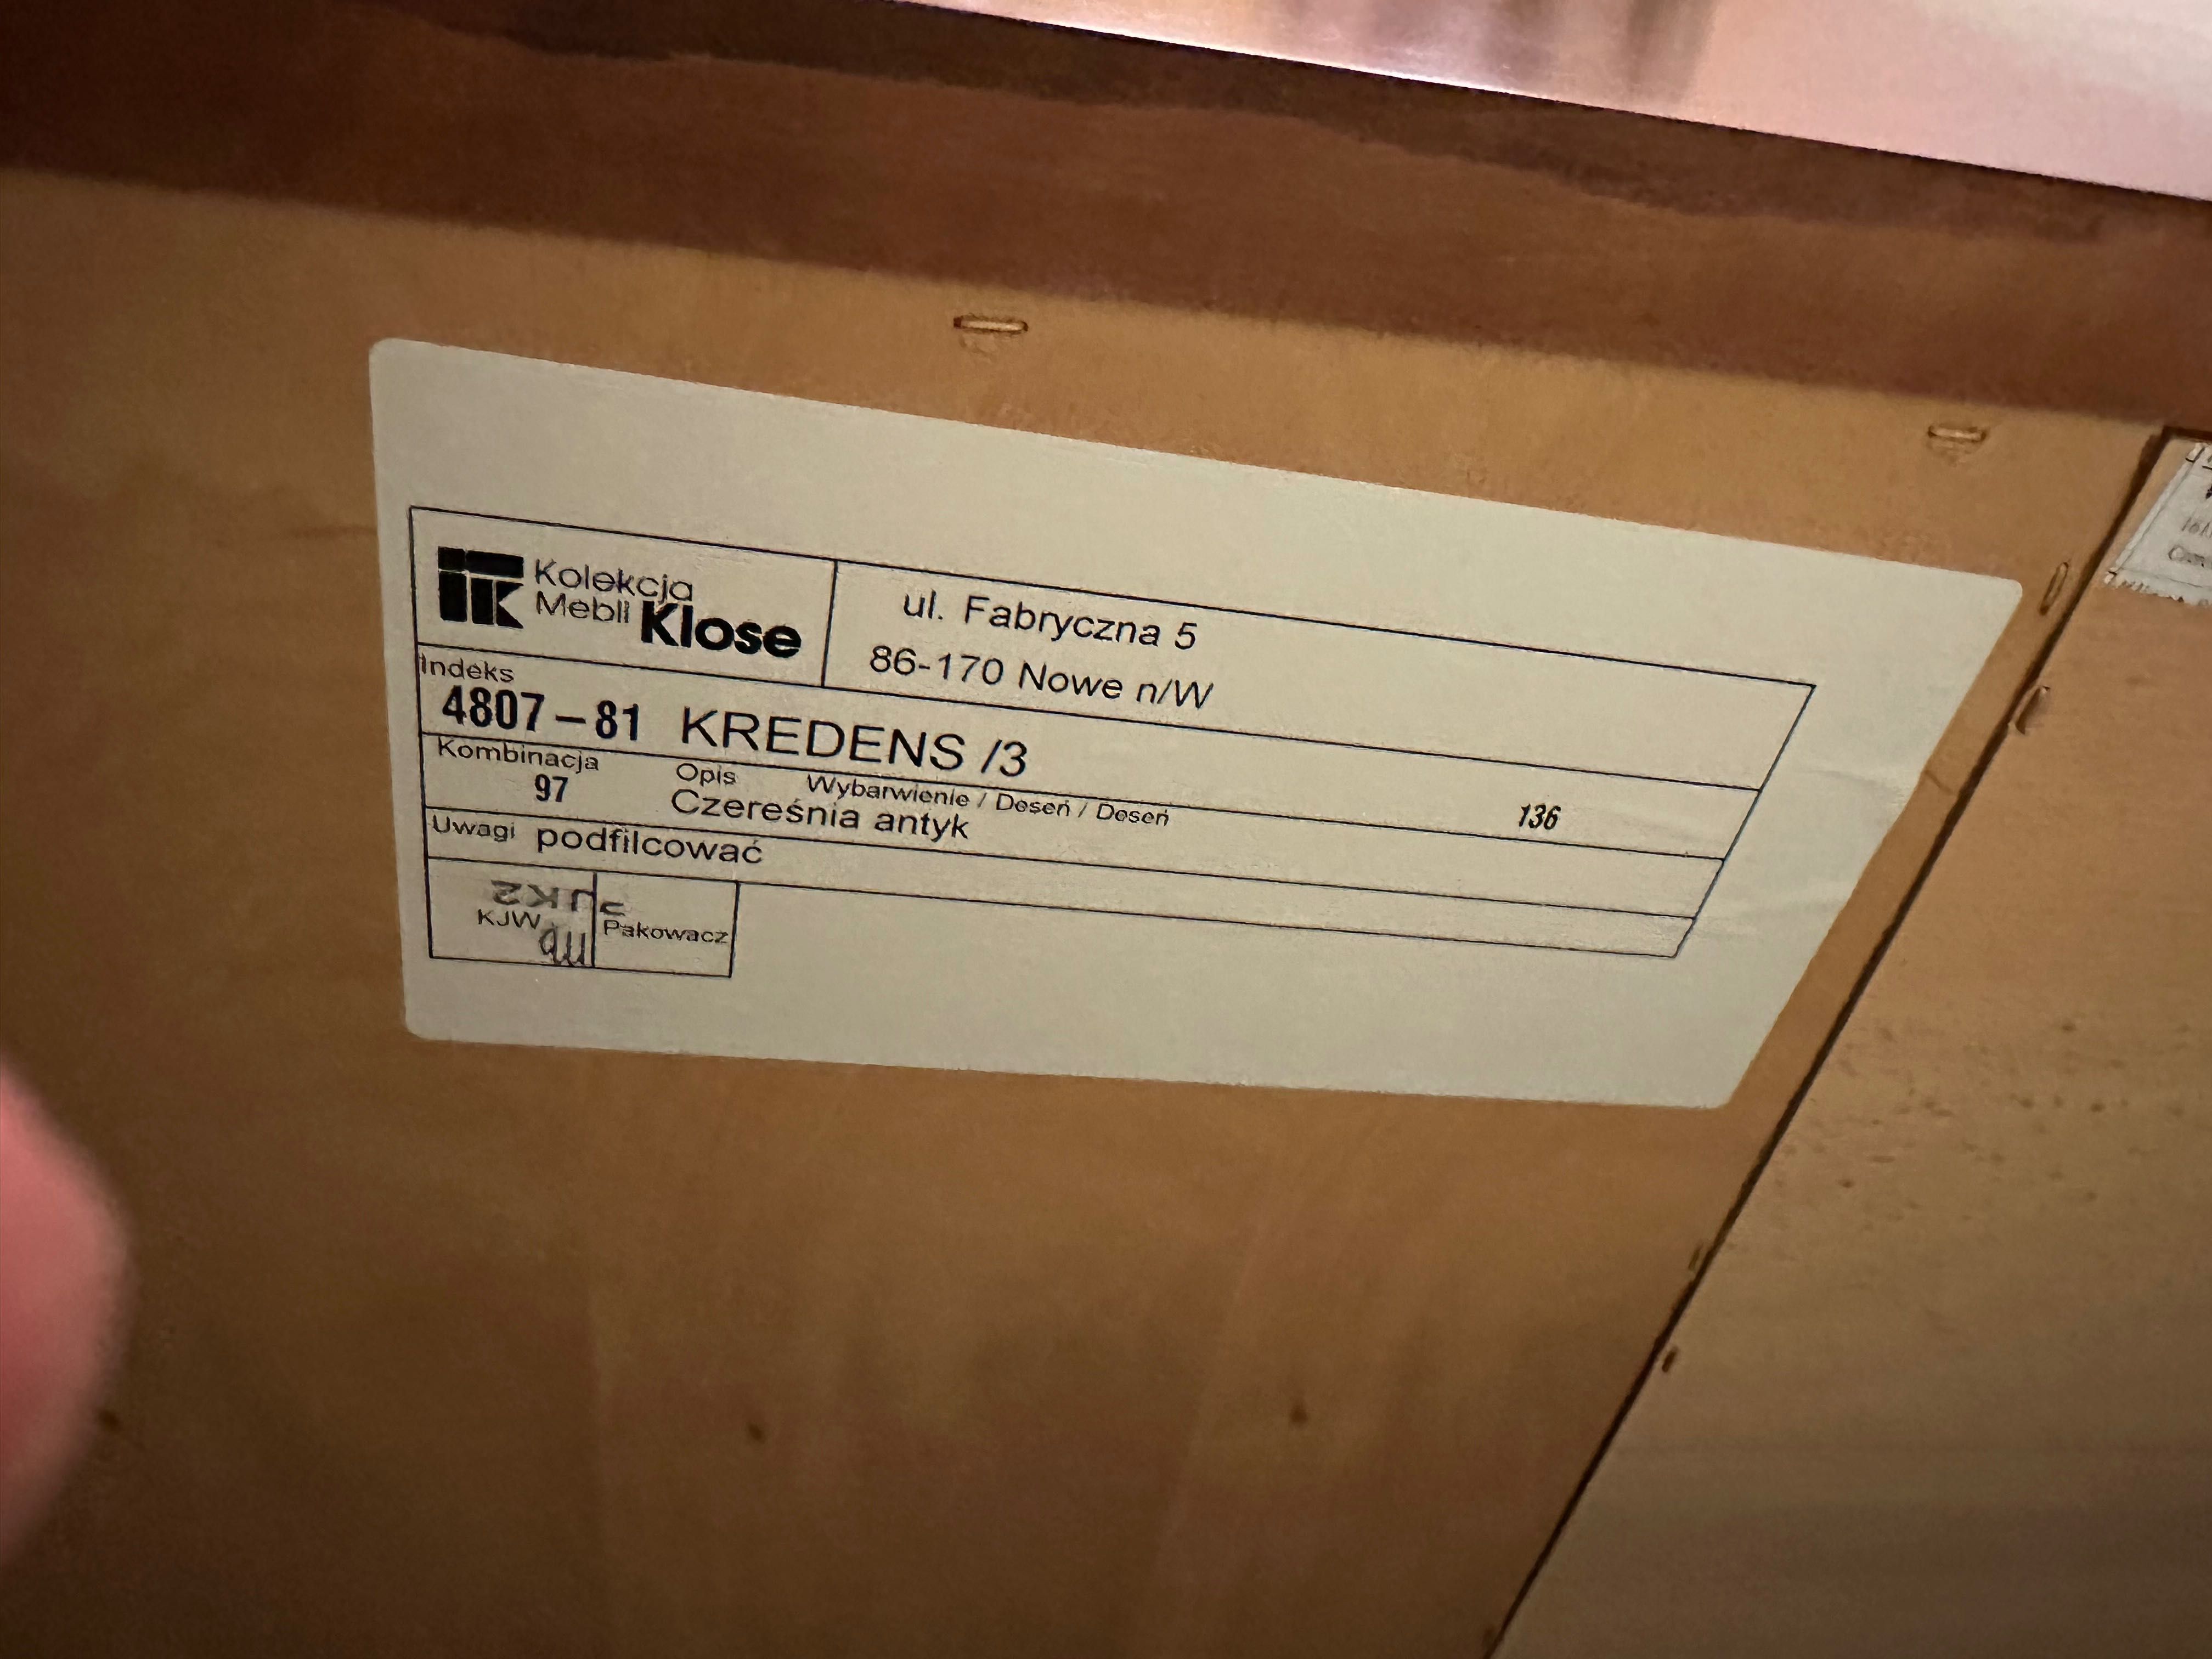 Kolekcja
Mebli Klose
ul. Fabryczna 5
86-170 Nowe n/W
Indeks
4807-81 KREDENS /3
Kombinacja Opis Wybarwienie / Deseń / Deseń
97 Czereśnia antyk 136
Uwagi podfilcować
KJW Pakowacz